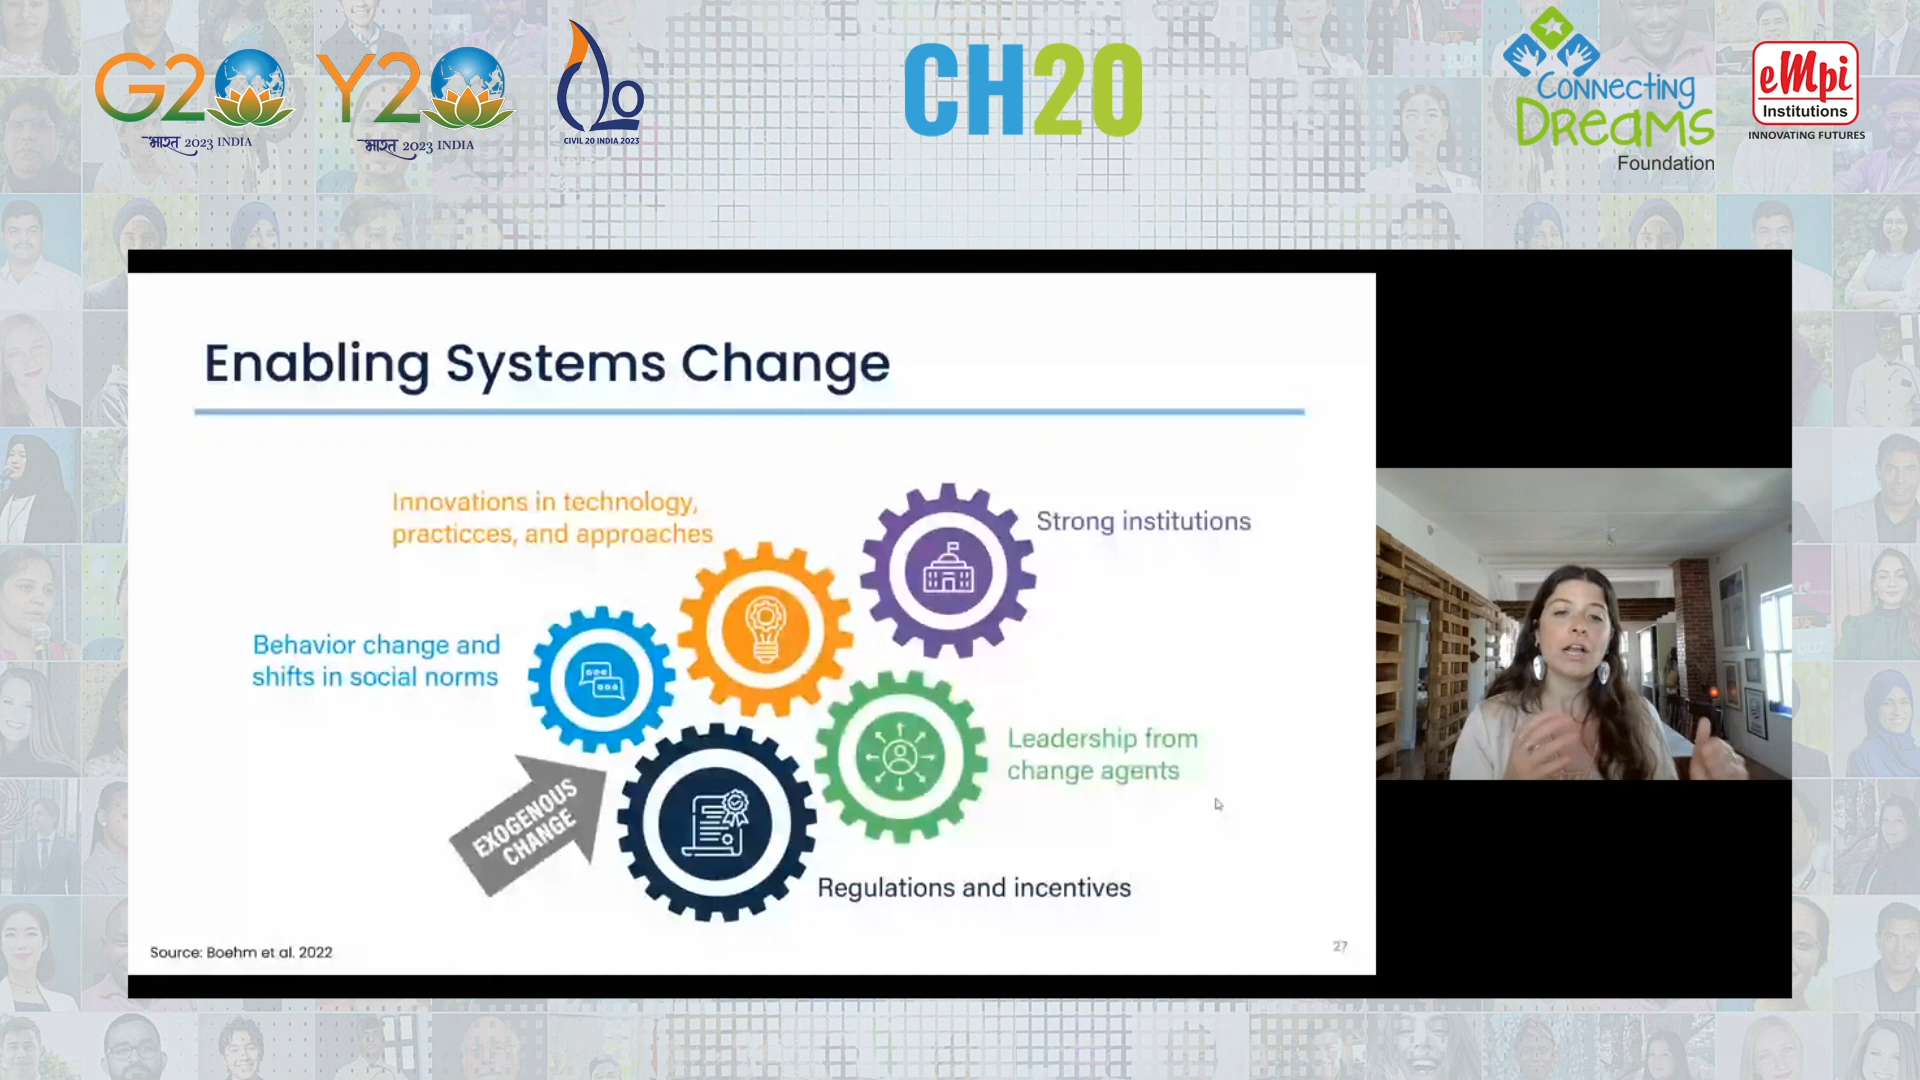 G20
भारत 2023 INDIA
Y20
भारत 2023 INDIA
CIVIL 20 INDIA 2023
CH20
Connecting
Dreams
Foundation
eMpi
Institutions
INNOVATING FUTURES
Enabling Systems Change
Innovations in technology,
practicces, and approaches
Strong institutions
Behavior change and
shifts in social norms
Leadership from
change agents
EXOGENOUS
CHANGE
Regulations and incentives
Source: Boehm et al. 2022
27